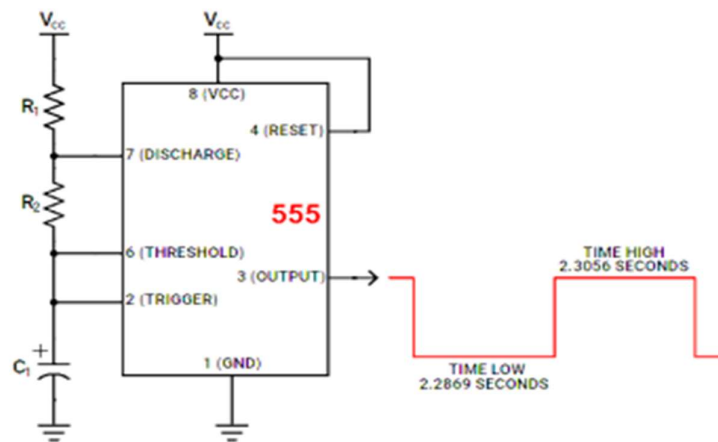 Vcc
Vcc
8 (VCC)
R1
4 (RESET)
7 (DISCHARGE)
R2
555
6 (THRESHOLD)
TIME HIGH
2.3056 SECONDS
3 (OUTPUT)
2 (TRIGGER)
+
C1
1 (GND)
TIME LOW
2.2869 SECONDS